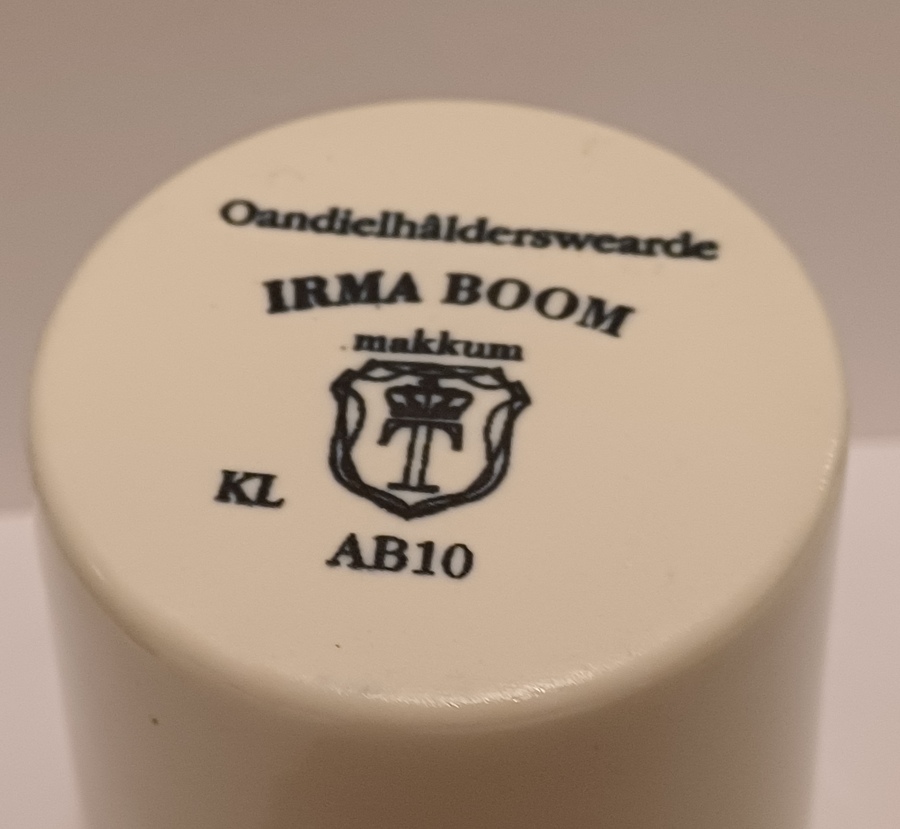 Oandielhâlderswearde
IRMA BOOM
makkum
T
KL
AB10